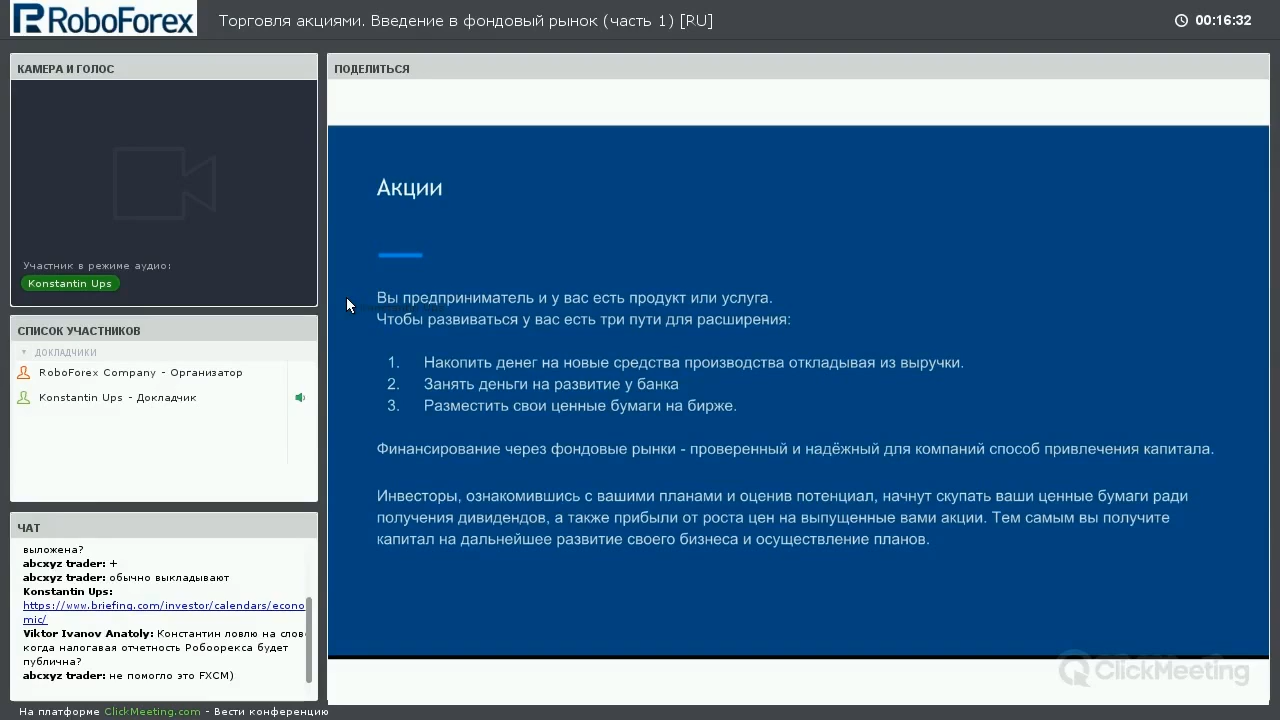 RoboForex
Торговля акциями. Введение в фондовый рынок (часть 1) [RU]
00:16:32
КАМЕРА И ГОЛОС
Участник в режиме аудио:
Konstantin Ups
СПИСОК УЧАСТНИКОВ
ДОКЛАДЧИКИ
RoboForex Company - Организатор
Konstantin Ups - Докладчик
ЧАТ
выложена?
abcxyz trader: +
abcxyz trader: обычно выкладывают
Konstantin Ups:
https://www.briefing.com/investor/calendars/econo
mic/
Viktor Ivanov Anatoly: Константин ловлю на слов
когда налогавая отчетность Робоорекса будет
публична?
abcxyz trader: не помогло это FXCM)
На платформе ClickMeeting.com - Вести конференцию
ПОДЕЛИТЬСЯ
Акции
Вы предприниматель и у вас есть продукт или услуга.
Чтобы развиваться у вас есть три пути для расширения:
1. Накопить денег на новые средства производства откладывая из выручки.
2. Занять деньги на развитие у банка
3. Разместить свои ценные бумаги на бирже.
Финансирование через фондовые рынки - проверенный и надёжный для компаний способ привлечения капитала.
Инвесторы, ознакомившись с вашими планами и оценив потенциал, начнут скупать ваши ценные бумаги ради
получения дивидендов, а также прибыли от роста цен на выпущенные вами акции. Тем самым вы получите
капитал на дальнейшее развитие своего бизнеса и осуществление планов.
ClickMeeting